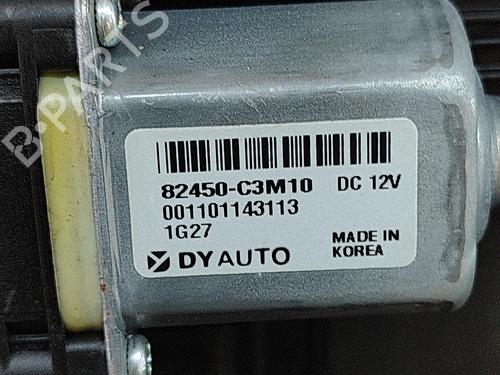 B-PARTS
82450-C3M10 DC 12V
001101143113
1G27
DY AUTO
MADE IN
KOREA